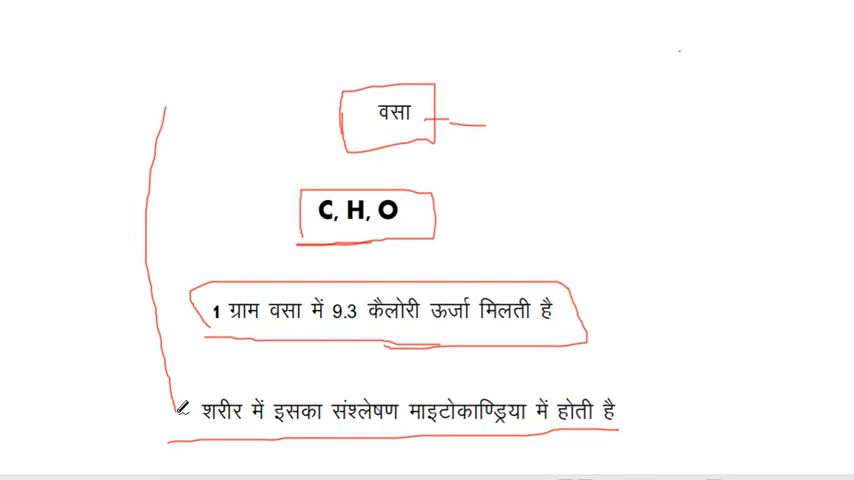 वसा
C, H, O
1 ग्राम वसा में 9.3 कैलोरी ऊर्जा मिलती है
शरीर में इसका संश्लेषण माइटोकाण्ड्रिया में होती है